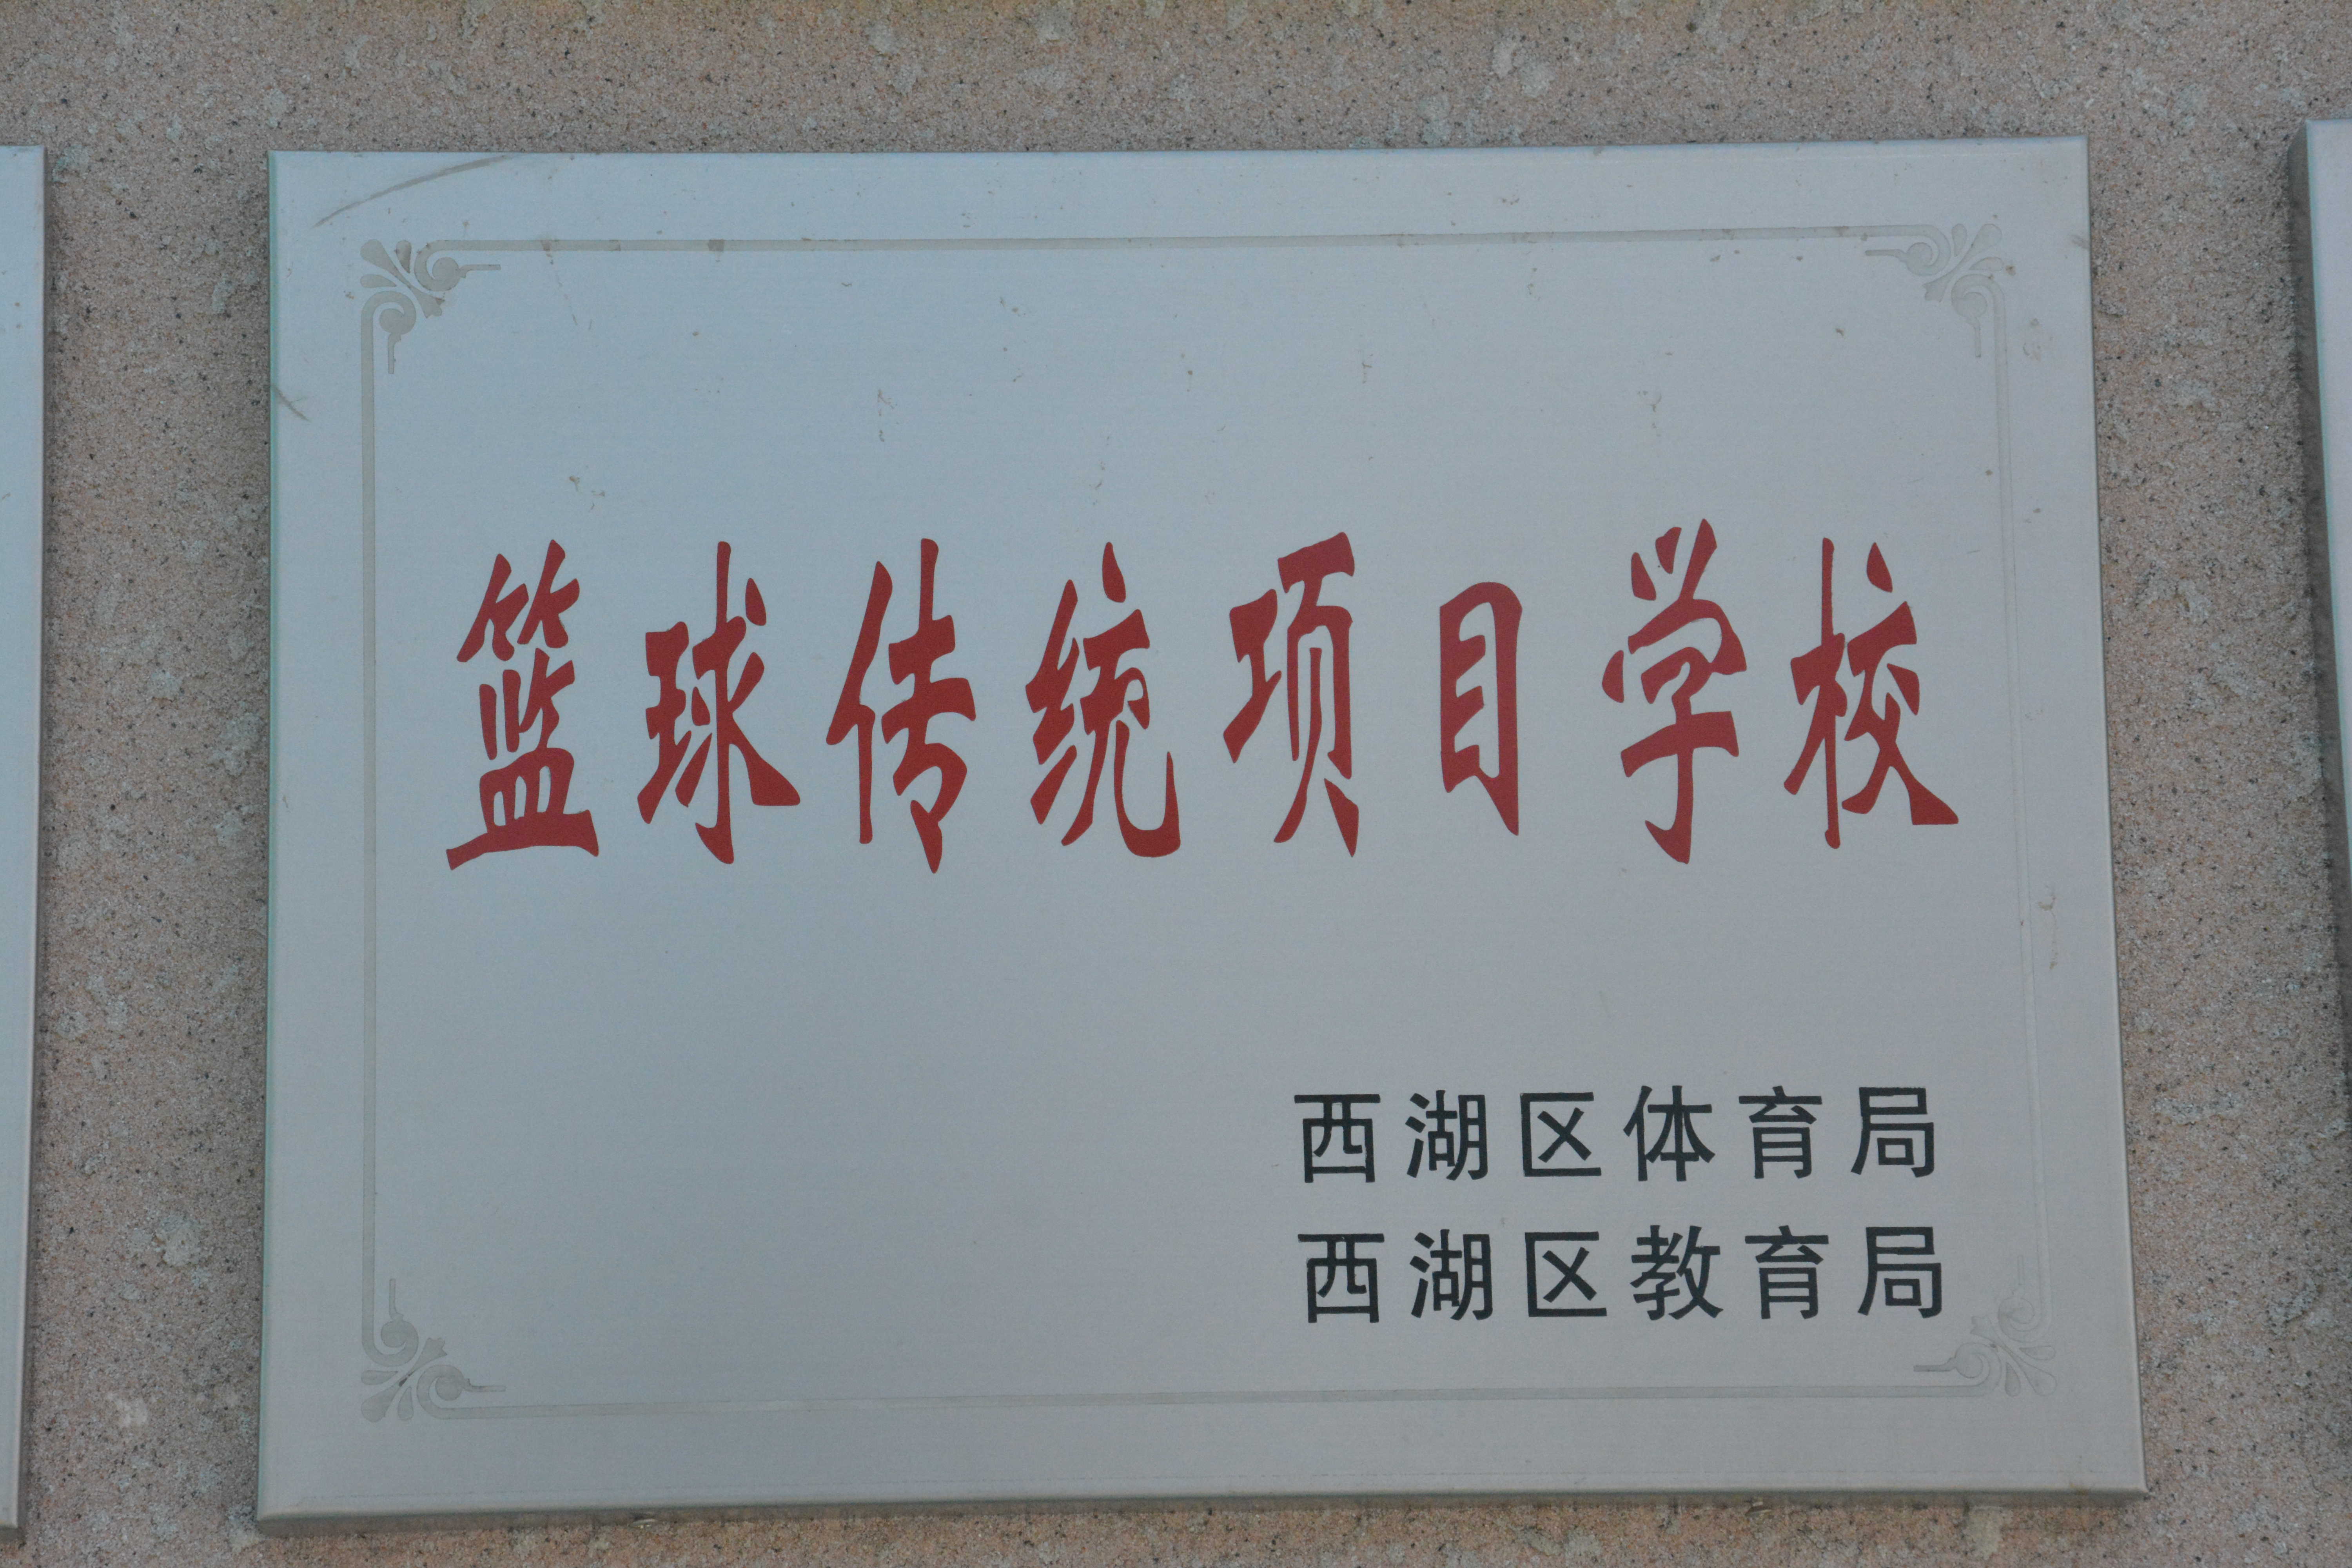 篮球传统项目学校
西湖区体育局
西湖区教育局